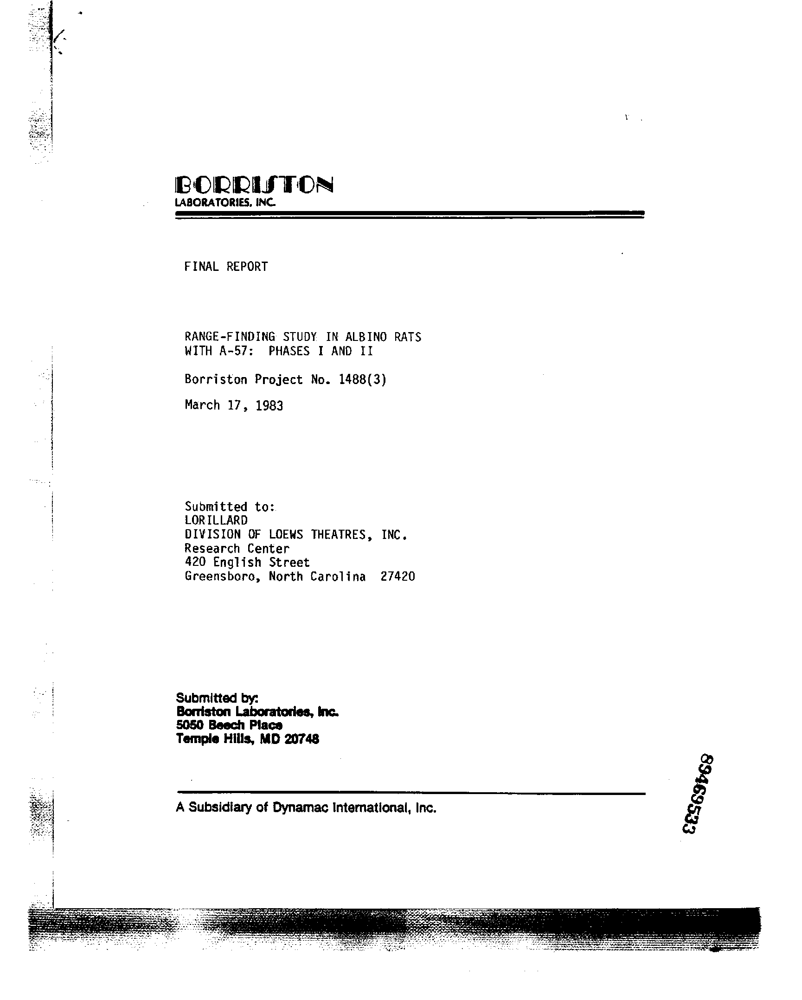 BORRISTON
LABORATORIES, INC.
FINAL REPORT
RANGE-FINDING STUDY IN ALBINO RATS
WITH A-57: PHASES I AND II
Borriston Project No. 1488(3)
March 17, 1983
Submitted to:
LORILLARD
DIVISION OF LOEWS THEATRES, INC.
Research Center
420 English Street
Greensboro, North Carolina 27420
Submitted by:
Borriston Laboratories, Inc.
5050 Beech Place
Temple Hills, MD 20748
A Subsidiary of Dynamac International, Inc.
89469533